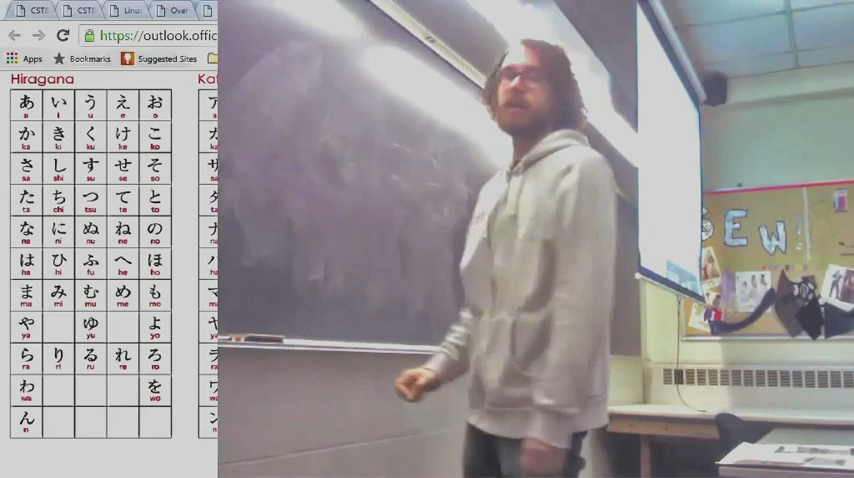 CSTE
CSTE
Linu
Over
https://outlook.offic
Apps
Bookmarks
Suggested Sites
Hiragana
Kat
あ い う え お
a i u e o
か き く け こ
ka ki ku ke ko
さ し す せ そ
sa shi su se so
た ち つ て と
ta chi tsu te to
な に ぬ ね の
na ni nu ne no
は ひ ふ へ ほ
ha hi fu he ho
ま み む め も
ma mi mu me mo
や ゆ よ
ya yu yo
ら り る れ ろ
ra ri ru re ro
わ を
wa wo
ん
n
SEW